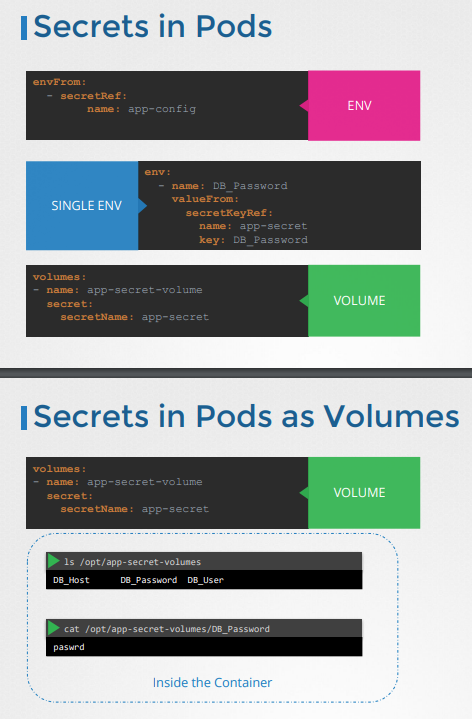 Secrets in Pods
envFrom:
  - secretRef:
        name: app-config
ENV
SINGLE ENV
env:
  - name: DB_Password
    valueFrom:
      secretKeyRef:
        name: app-secret
        key: DB_Password
volumes:
- name: app-secret-volume
  secret:
    secretName: app-secret
VOLUME
Secrets in Pods as Volumes
volumes:
- name: app-secret-volume
  secret:
    secretName: app-secret
VOLUME
ls /opt/app-secret-volumes
DB_Host      DB_Password  DB_User
cat /opt/app-secret-volumes/DB_Password
paswrd
Inside the Container